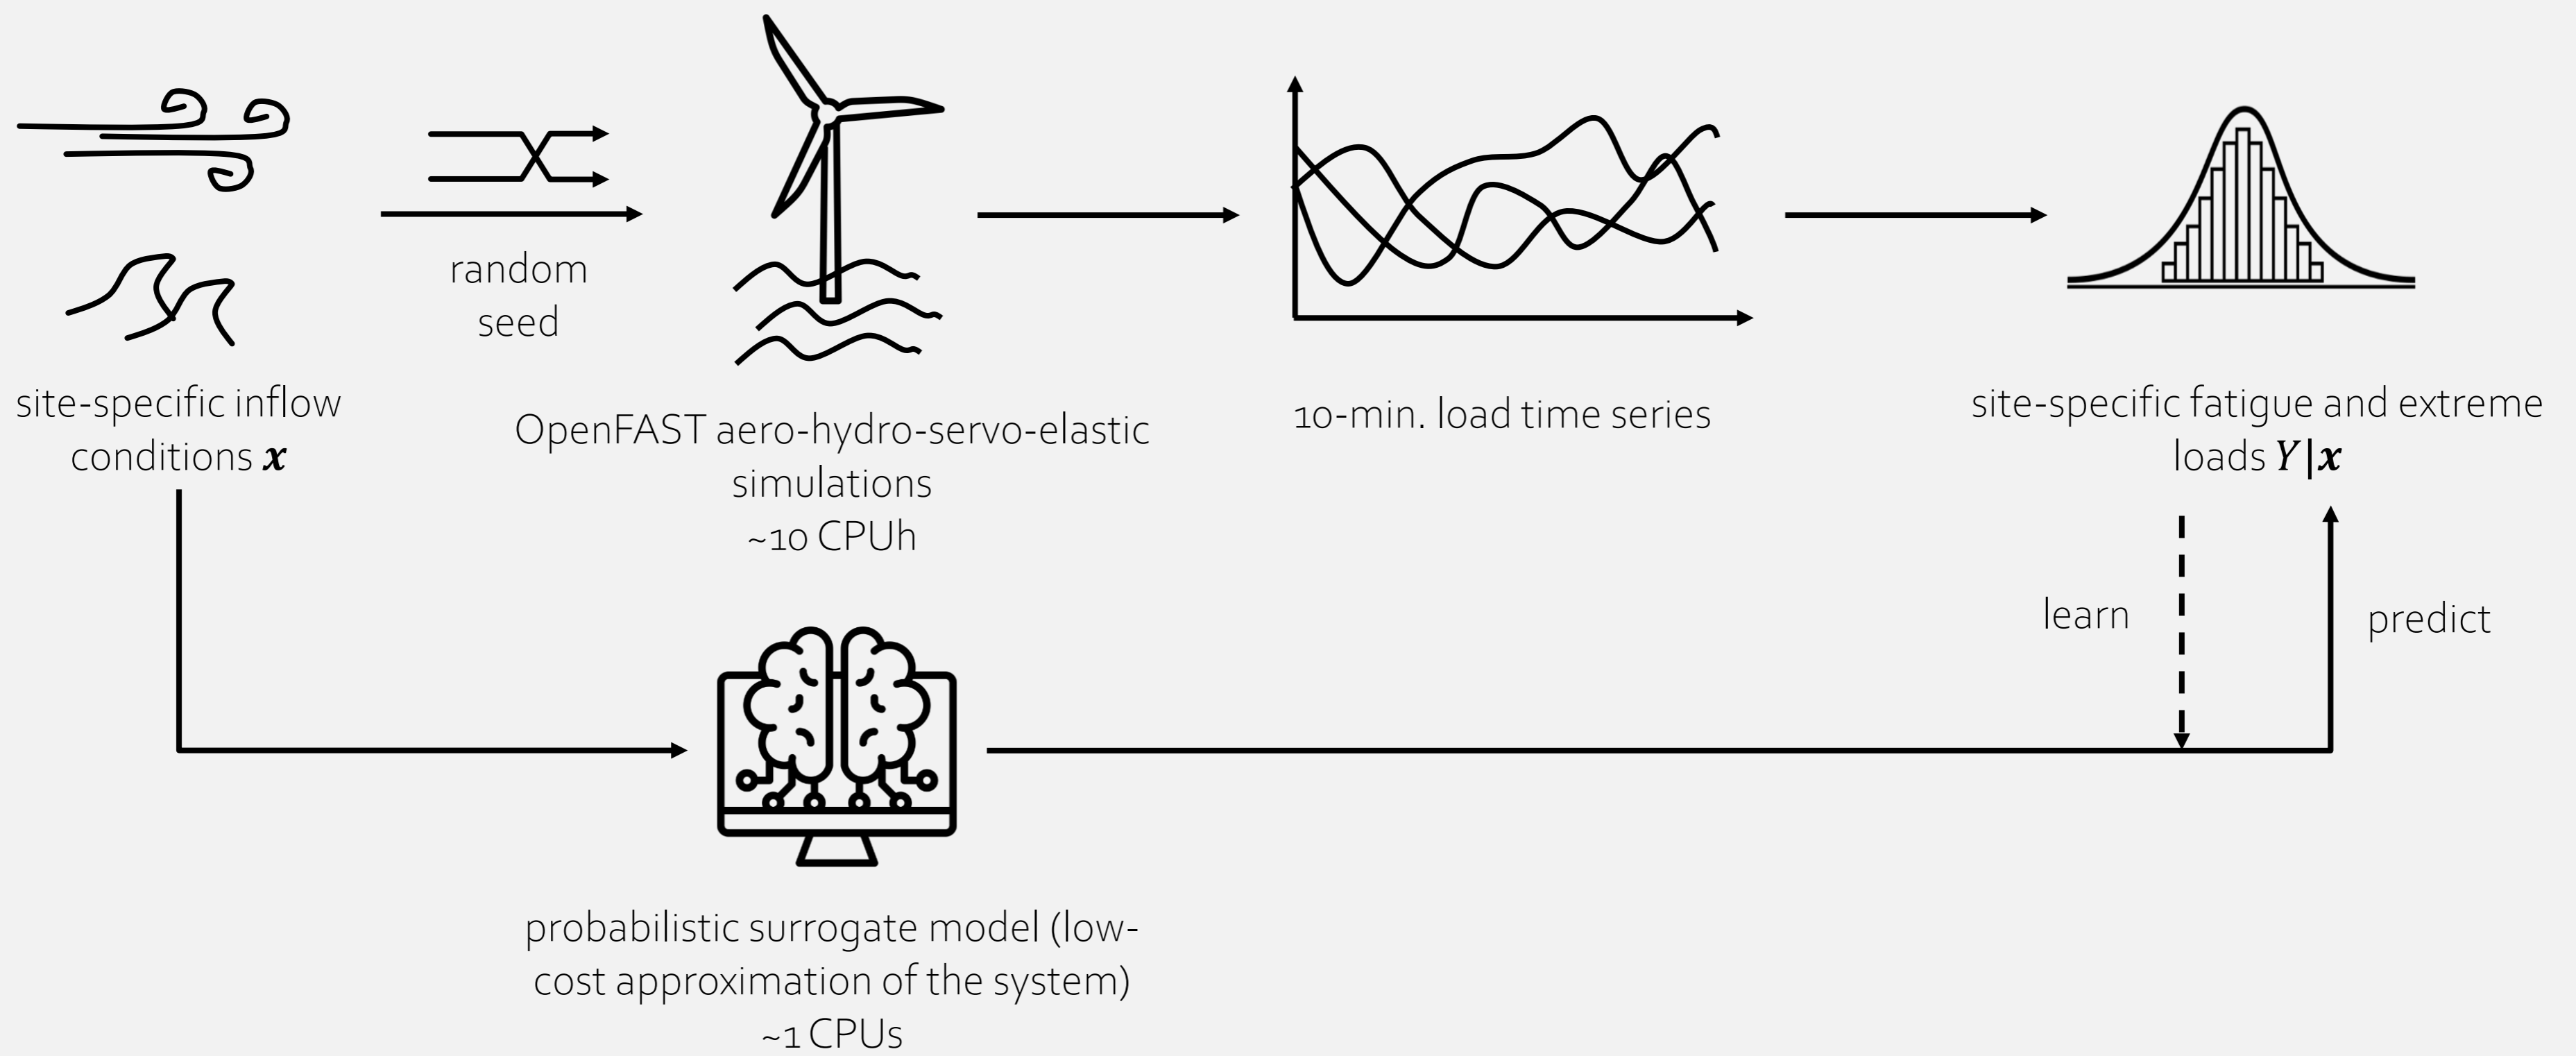 random
seed
site-specific inflow
conditions x
OpenFAST aero-hydro-servo-elastic
simulations
~10 CPUh
10-min. load time series
site-specific fatigue and extreme
loads Y|x
learn
predict
probabilistic surrogate model (low-
cost approximation of the system)
~1 CPUs